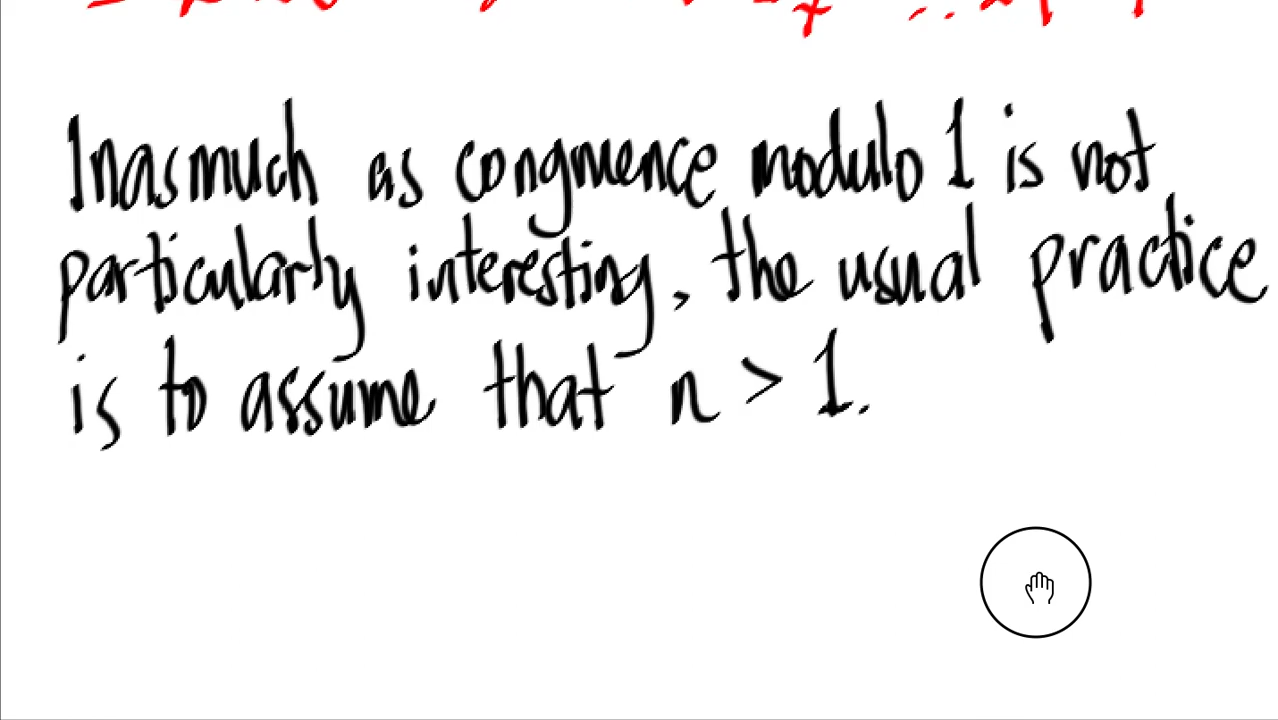 Inasmuch as congruence modulo 1 is not
particularly interesting, the usual practice
is to assume that n > 1.